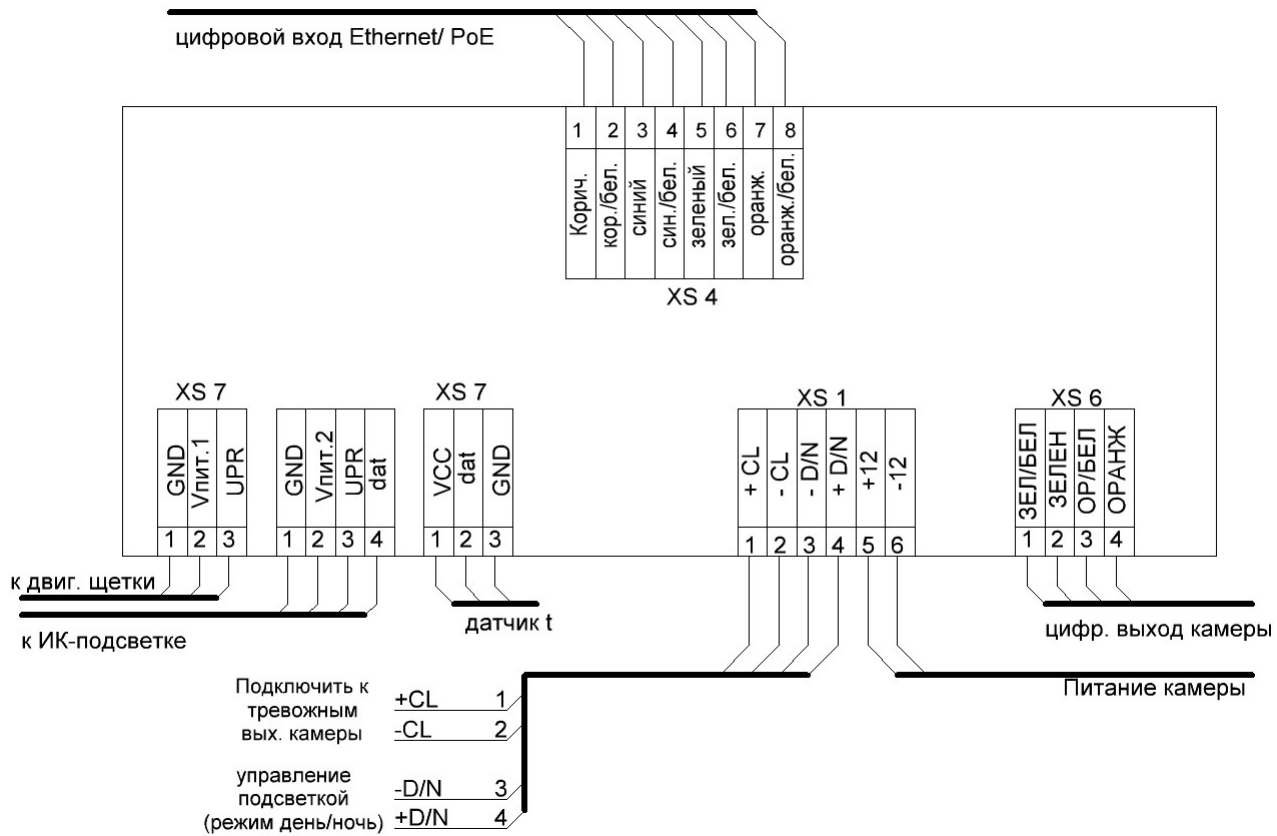 цифровой вход Ethernet/ PoE
1 2 3 4 5 6 7 8
Корич.
кор./бел.
синий
син./бел.
зеленый
зел./бел.
оранж.
оранж./бел.
XS 4
XS 7
GND
Vпит.1
UPR
1 2 3
GND
Vпит.2
UPR
dat
1 2 3 4
XS 7
VCC
dat
GND
1 2 3
XS 1
+ CL
- CL
- D/N
+ D/N
+12
-12
1 2 3 4 5 6
XS 6
ЗЕЛ/БЕЛ
ЗЕЛЕН
ОР/БЕЛ
ОРАНЖ
1 2 3 4
к двиг. щетки
к ИК-подсветке
датчик t
цифр. выход камеры
Питание камеры
Подключить к
тревожным
вых. камеры
+CL 1
-CL 2
управление
подсветкой
(режим день/ночь)
-D/N 3
+D/N 4